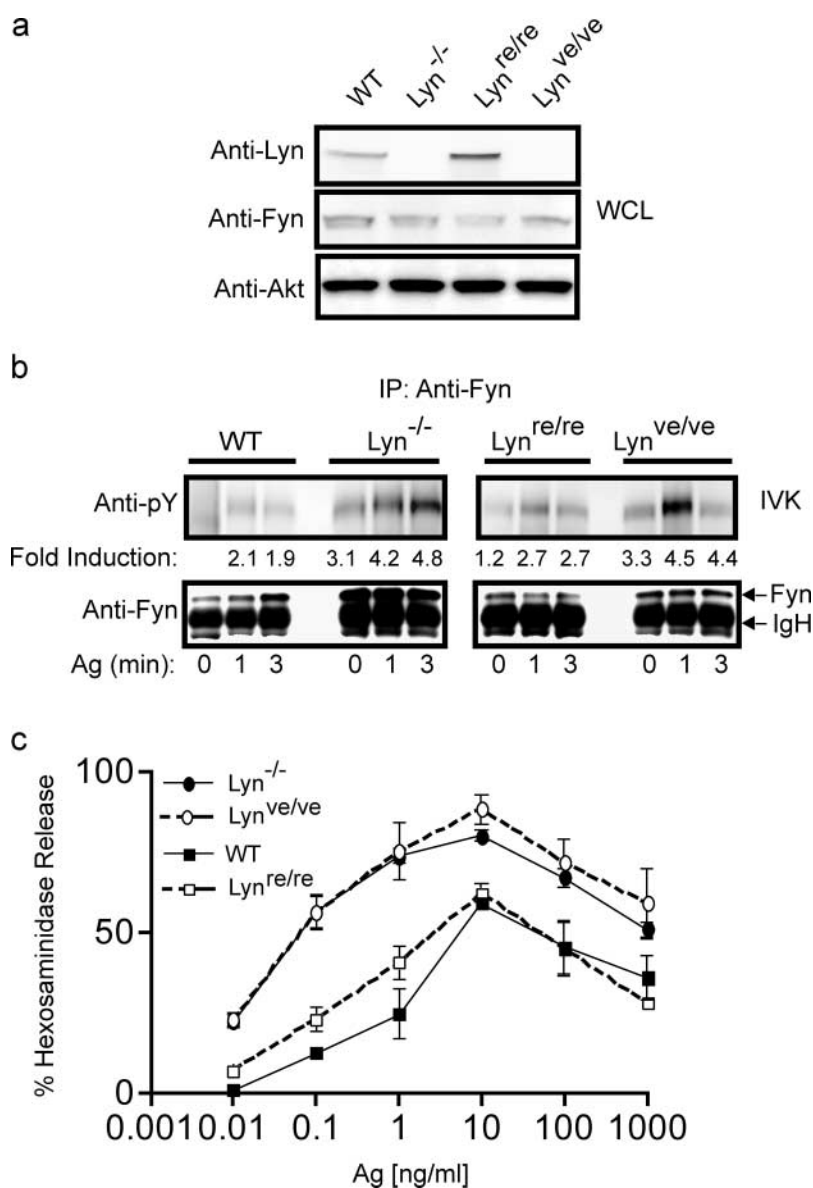 a
WT Lyn-/- Lynre/re Lynve/ve
Anti-Lyn
Anti-Fyn
WCL
Anti-Akt
b
IP: Anti-Fyn
WT Lyn-/- Lynre/re Lynve/ve
Anti-pY IVK
Fold Induction: 2.1 1.9 3.1 4.2 4.8 1.2 2.7 2.7 3.3 4.5 4.4
Anti-Fyn Fyn
IgH
Ag (min): 0 1 3 0 1 3 0 1 3 0 1 3
c
100
Lyn-/-
Lynve/ve
WT
Lynre/re
50
0
% Hexosaminidase Release
0.001 0.01 0.1 1 10 100 1000
Ag [ng/ml]